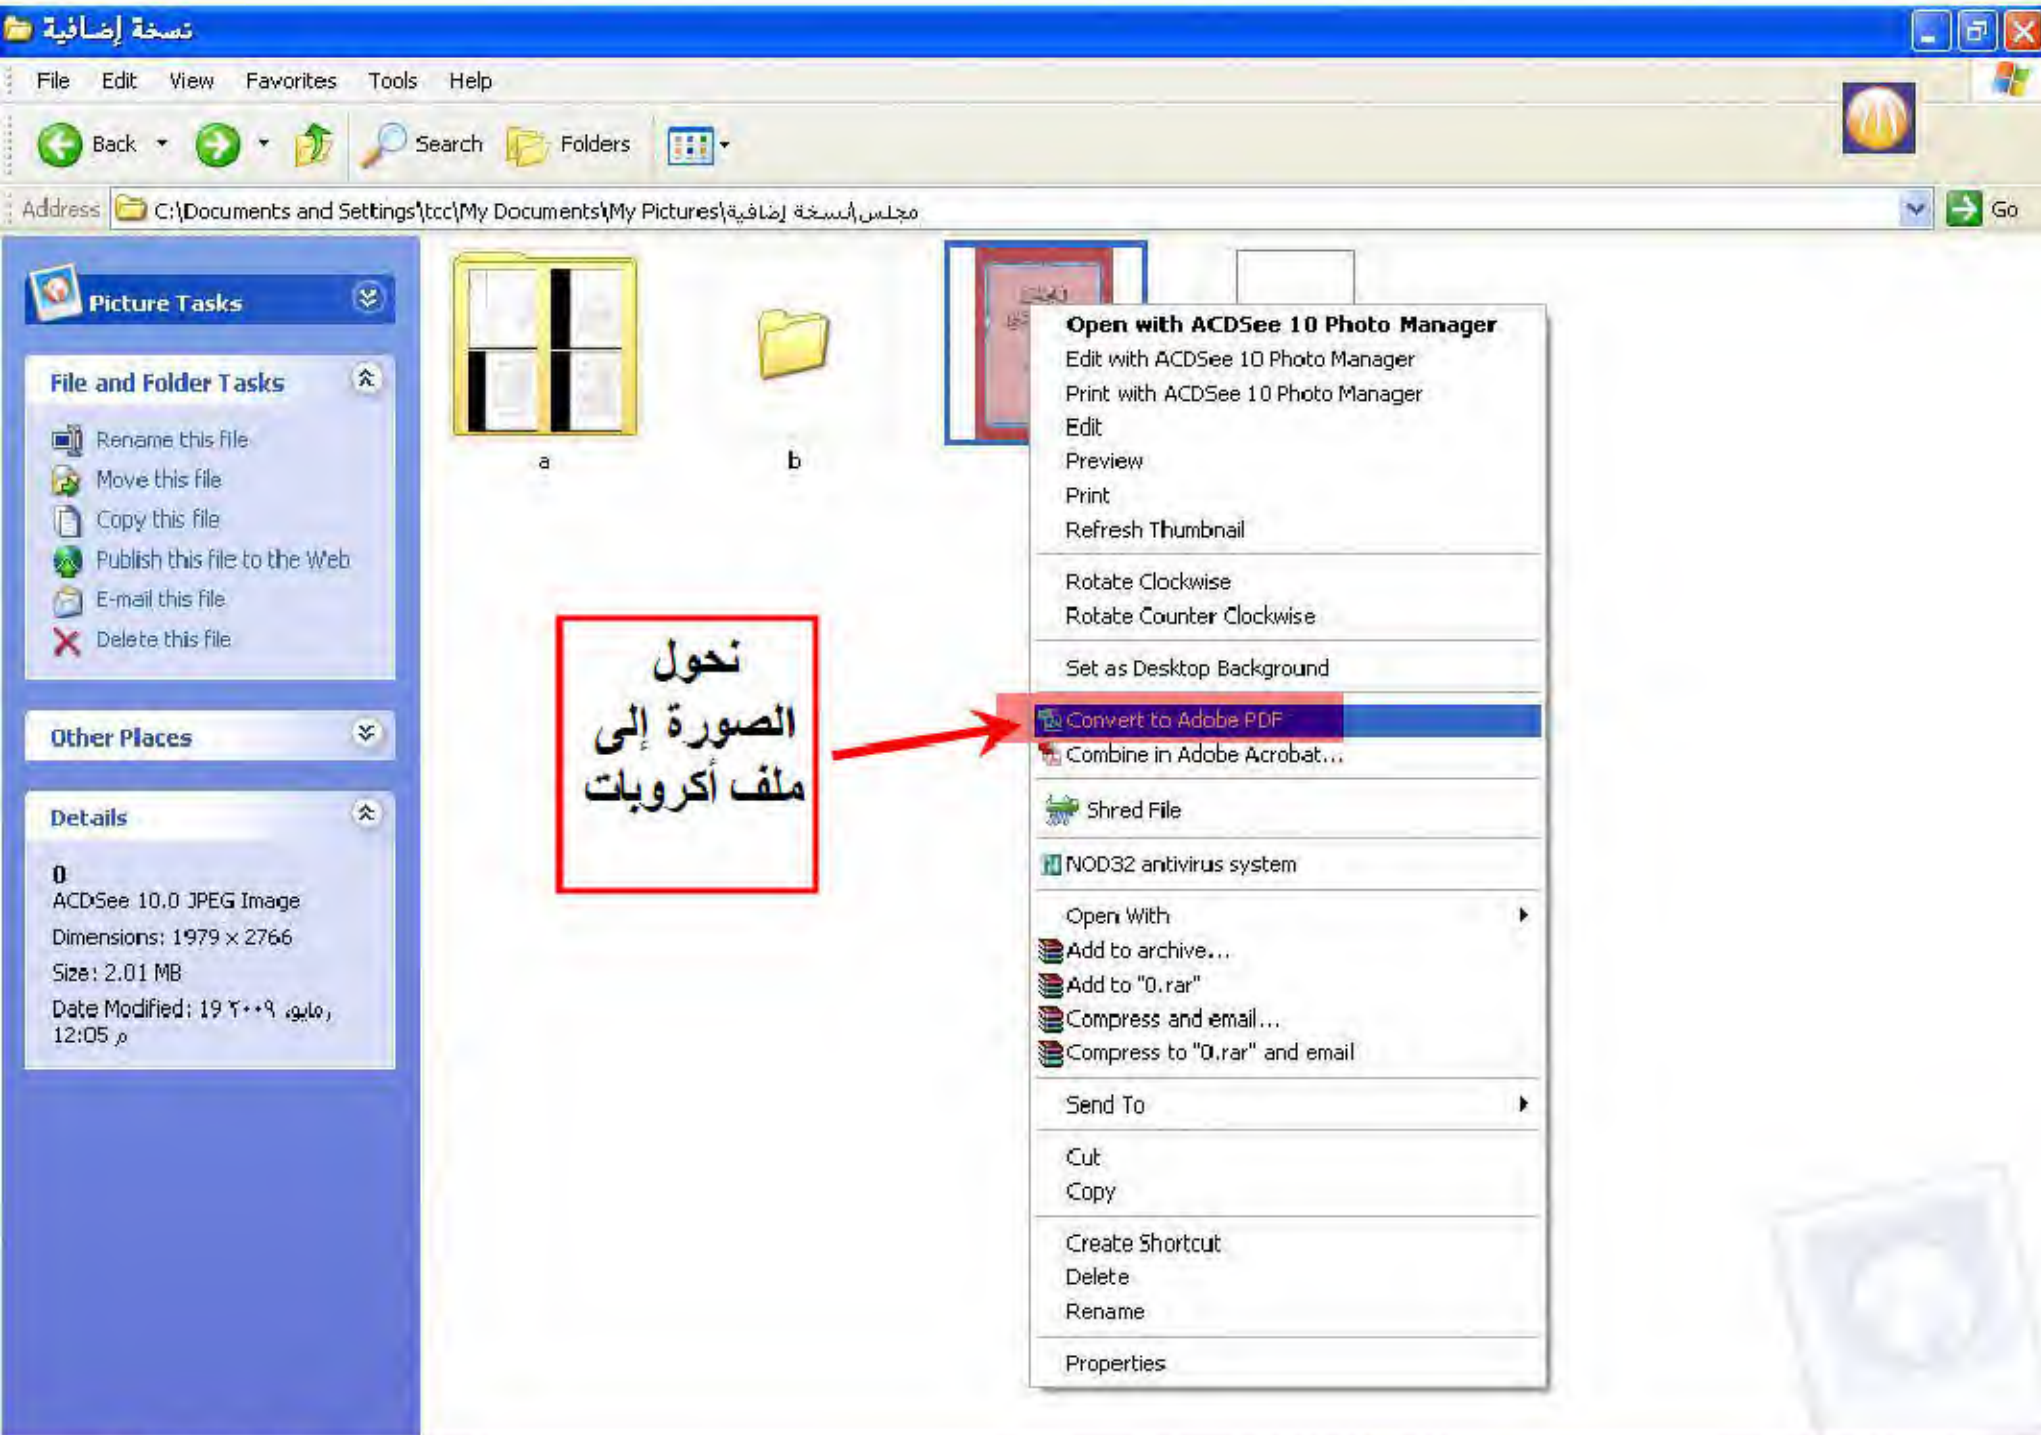 نسخة إضافية
File Edit View Favorites Tools Help
Back Search Folders
Address C:\Documents and Settings\tcc\My Documents\My Pictures\مجلس\نسخة إضافية Go
Picture Tasks
File and Folder Tasks
Rename this file
Move this file
Copy this file
Publish this file to the Web
E-mail this file
Delete this file
Other Places
Details
0
ACDSee 10.0 JPEG Image
Dimensions: 1979 x 2766
Size: 2.01 MB
Date Modified: 19 مايو, ٢٠٠٩,
12:05 م
a
b
نحول
الصورة إلى
ملف أكروبات
Open with ACDSee 10 Photo Manager
Edit with ACDSee 10 Photo Manager
Print with ACDSee 10 Photo Manager
Edit
Preview
Print
Refresh Thumbnail
Rotate Clockwise
Rotate Counter Clockwise
Set as Desktop Background
Convert to Adobe PDF
Combine in Adobe Acrobat...
Shred File
NOD32 antivirus system
Open With
Add to archive...
Add to "0.rar"
Compress and email...
Compress to "0.rar" and email
Send To
Cut
Copy
Create Shortcut
Delete
Rename
Properties